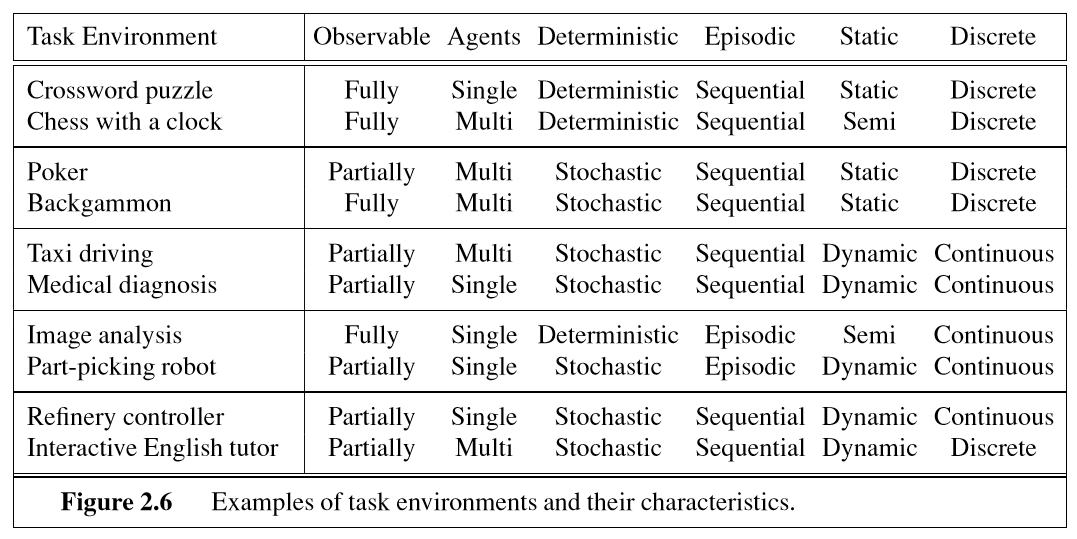 Task Environment Observable Agents Deterministic Episodic Static Discrete
Crossword puzzle Fully Single Deterministic Sequential Static Discrete
Chess with a clock Fully Multi Deterministic Sequential Semi Discrete
Poker Partially Multi Stochastic Sequential Static Discrete
Backgammon Fully Multi Stochastic Sequential Static Discrete
Taxi driving Partially Multi Stochastic Sequential Dynamic Continuous
Medical diagnosis Partially Single Stochastic Sequential Dynamic Continuous
Image analysis Fully Single Deterministic Episodic Semi Continuous
Part-picking robot Partially Single Stochastic Episodic Dynamic Continuous
Refinery controller Partially Single Stochastic Sequential Dynamic Continuous
Interactive English tutor Partially Multi Stochastic Sequential Dynamic Discrete
Figure 2.6 Examples of task environments and their characteristics.